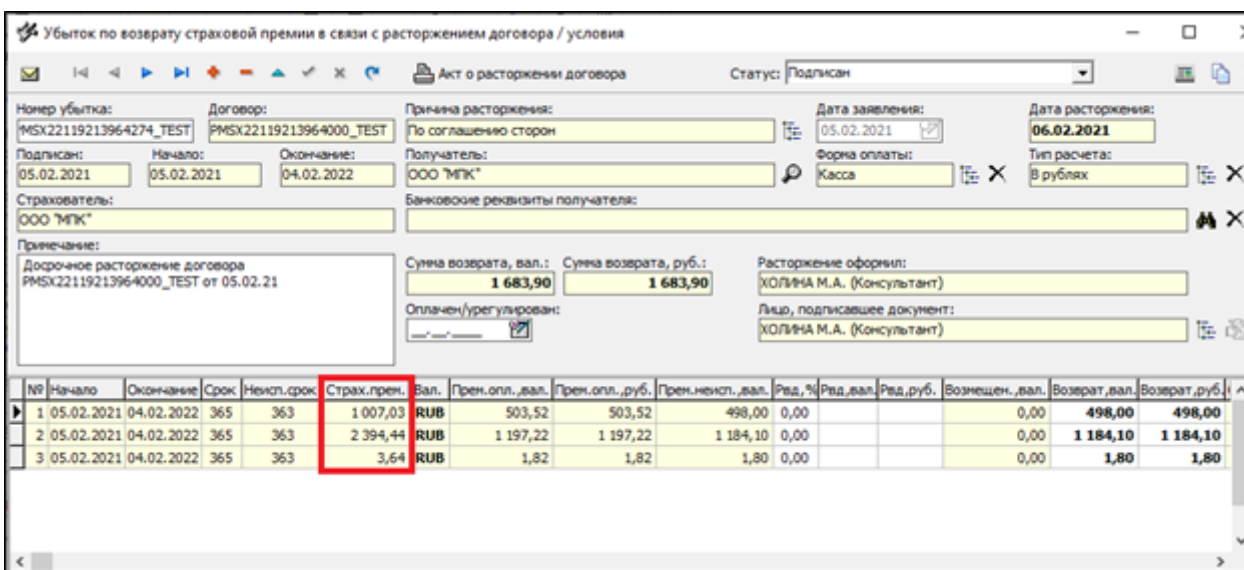 Убыток по возврату страховой премии в связи с расторжением договора / условия
Акт о расторжении договора Статус: Подписан
Номер убытка: Договор: Причина расторжения: Дата заявления: Дата расторжения:
MSX22119213964274_TEST PMSX22119213964000_TEST По соглашению сторон 05.02.2021 06.02.2021
Подписан: Начало: Окончание: Получатель: Форма оплаты: Тип расчета:
05.02.2021 05.02.2021 04.02.2022 ООО "МПК" Касса В рублях
Страхователь: Банковские реквизиты получателя:
ООО "МПК"
Примечание:
Досрочное расторжение договора
PMSX22119213964000_TEST от 05.02.21
Сумма возврата, вал.: Сумма возврата, руб.: Расторжение оформил:
1 683,90 1 683,90 ХОЛИНА М.А. (Консультант)
Оплачен/урегулирован: Лицо, подписавшее документ:
__.__.____ ХОЛИНА М.А. (Консультант)
№ Начало Окончание Срок Неисп.срок Страх.прем. Вал. Прем.опл.,вал. Прем.опл.,руб. Прем.неисп.,вал. Рвд,% Рвд,вал. Рвд,руб. Возмещен.,вал. Возврат,вал. Возврат,руб.
1 05.02.2021 04.02.2022 365 363 1 007,03 RUB 503,52 503,52 498,00 0,00 0,00 498,00 498,00
2 05.02.2021 04.02.2022 365 363 2 394,44 RUB 1 197,22 1 197,22 1 184,10 0,00 0,00 1 184,10 1 184,10
3 05.02.2021 04.02.2022 365 363 3,64 RUB 1,82 1,82 1,80 0,00 0,00 1,80 1,80